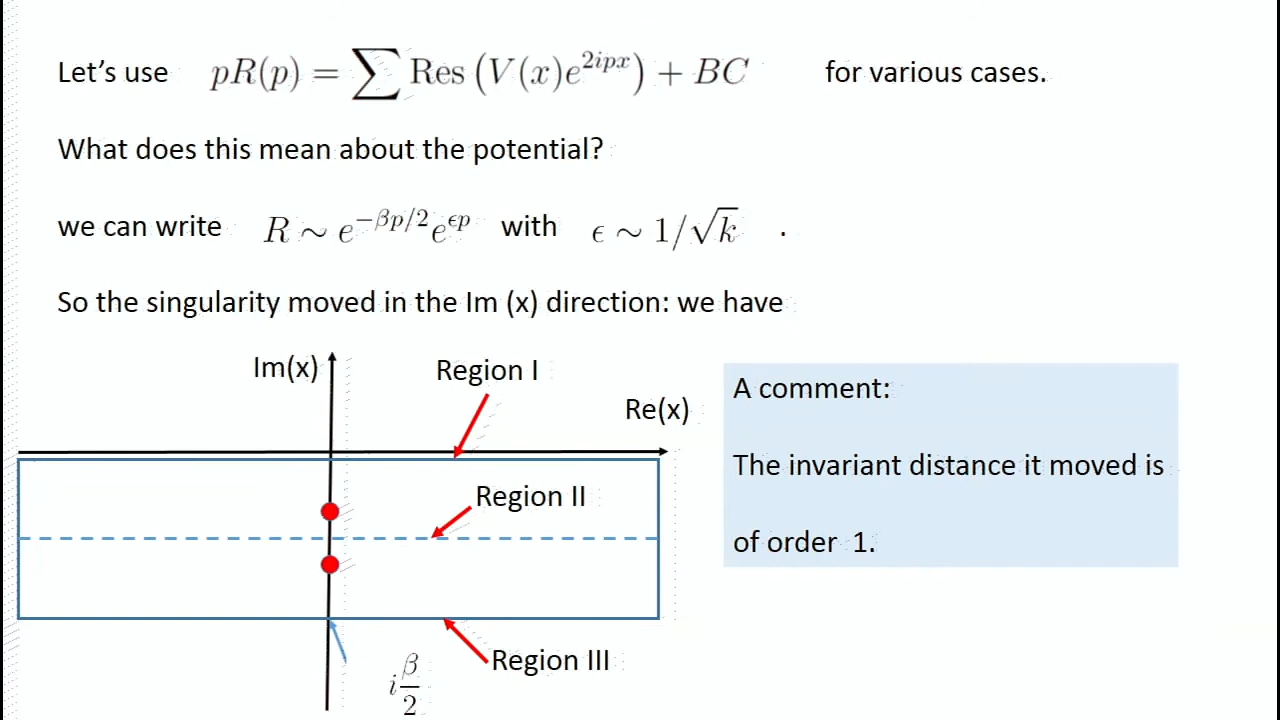 Let's use pR(p) = ∑ Res (V(x)e^{2ipx}) + BC for various cases.
What does this mean about the potential?
we can write R ∼ e^{−βp/2}e^{ϵp} with ϵ ∼ 1/√k .
So the singularity moved in the Im (x) direction: we have
Im(x)
Region I
Re(x)
Region II
Region III
i β/2
A comment:
The invariant distance it moved is
of order 1.